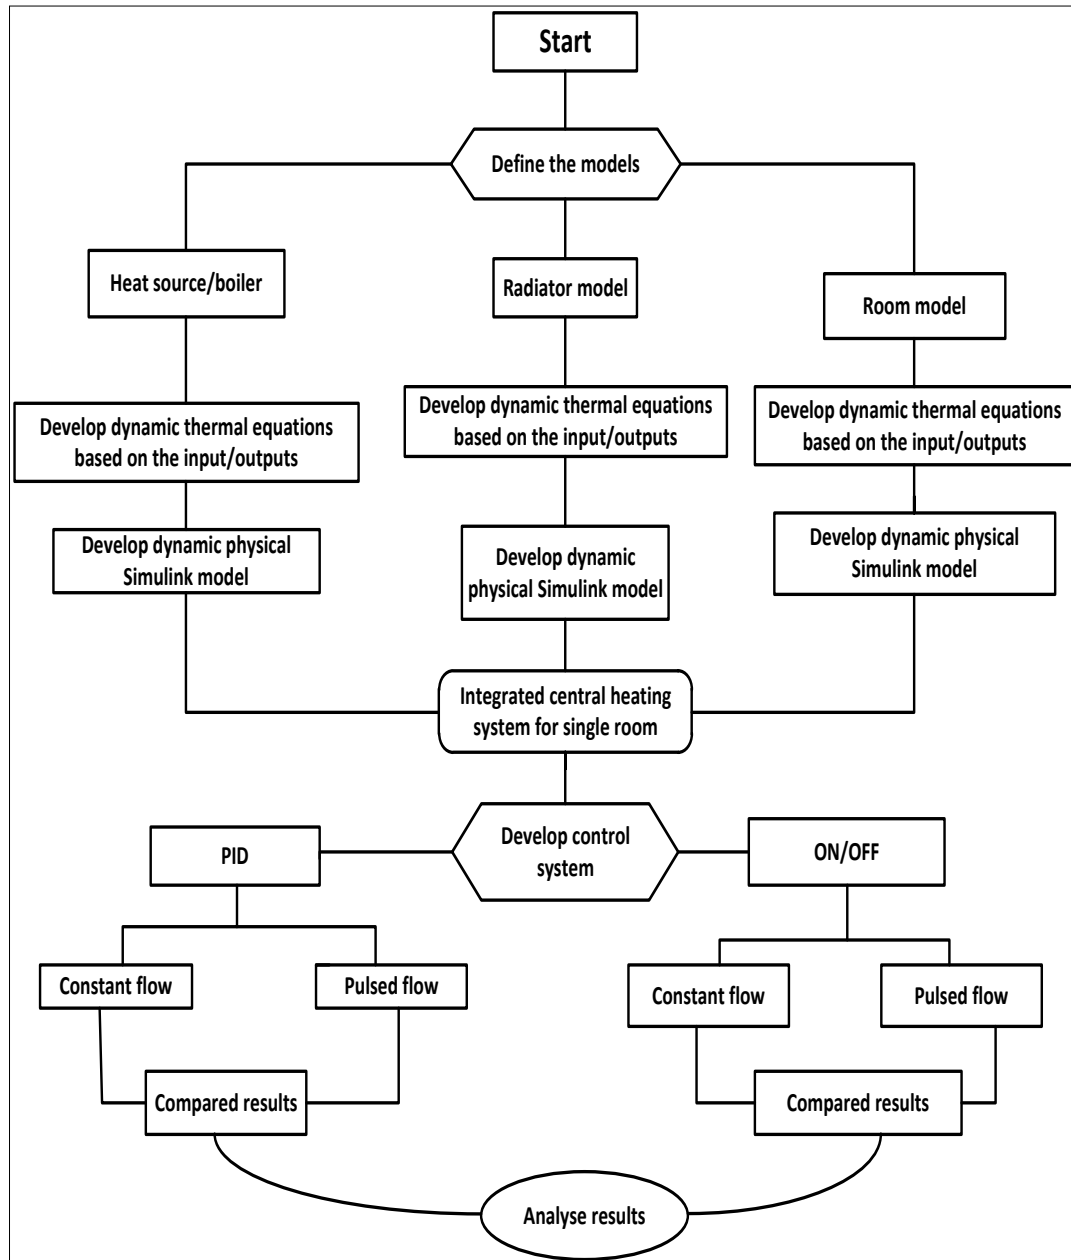 Start
Define the models
Heat source/boiler
Radiator model
Room model
Develop dynamic thermal equations
based on the input/outputs
Develop dynamic thermal equations
based on the input/outputs
Develop dynamic thermal equations
based on the input/outputs
Develop dynamic physical
Simulink model
Develop dynamic
physical Simulink model
Develop dynamic physical
Simulink model
Integrated central heating
system for single room
Develop control
system
PID
ON/OFF
Constant flow
Pulsed flow
Constant flow
Pulsed flow
Compared results
Compared results
Analyse results